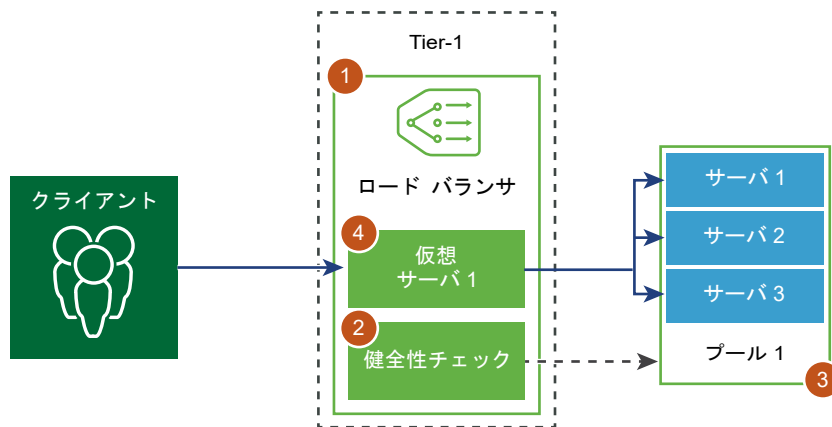 Tier-1
1
ロード バランサ
クライアント
4
仮想
サーバ 1
2
健全性チェック
サーバ 1
サーバ 2
サーバ 3
プール 1
3